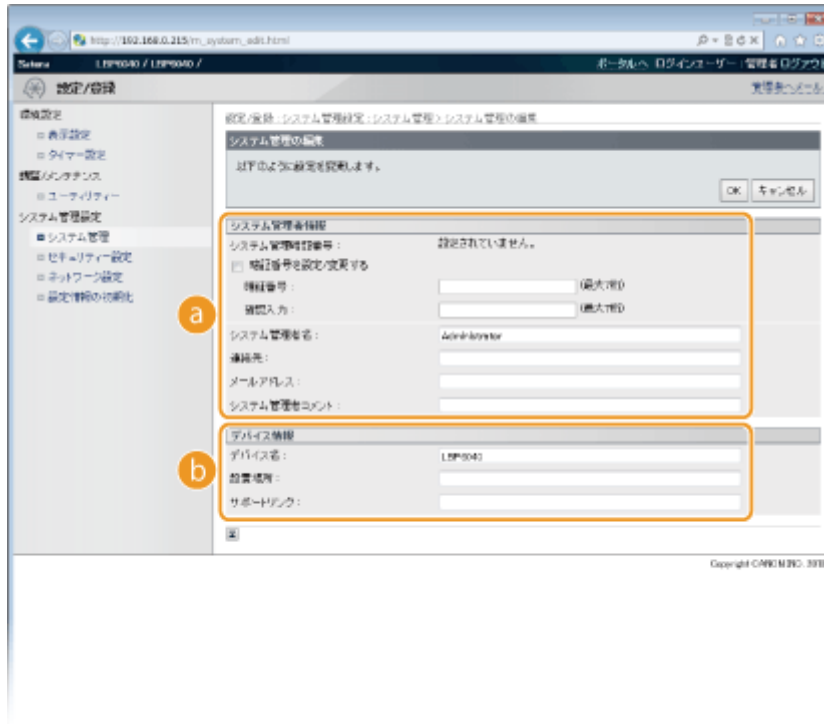 http://192.168.0.215/m_system_edit.html
Satera LBP6040 / LBP6040 / ポータルへ ログインユーザー: 管理者 ログアウト
設定/登録 管理者へメール
環境設定
表示設定
タイマー設定
調整/メンテナンス
ユーティリティー
システム管理設定
システム管理
セキュリティー設定
ネットワーク設定
設定情報の初期化
設定/登録 : システム管理設定 : システム管理 > システム管理の編集
システム管理の編集
以下のように設定を変更します。
OK キャンセル
a
システム管理者情報
システム管理暗証番号 : 設定されていません。
暗証番号を設定/変更する
暗証番号 : (最大7桁)
確認入力 : (最大7桁)
システム管理者名 : Administrator
連絡先 :
メールアドレス :
システム管理者コメント :
b
デバイス情報
デバイス名 : LBP6040
設置場所 :
サポートリンク :
Copyright CANON INC.